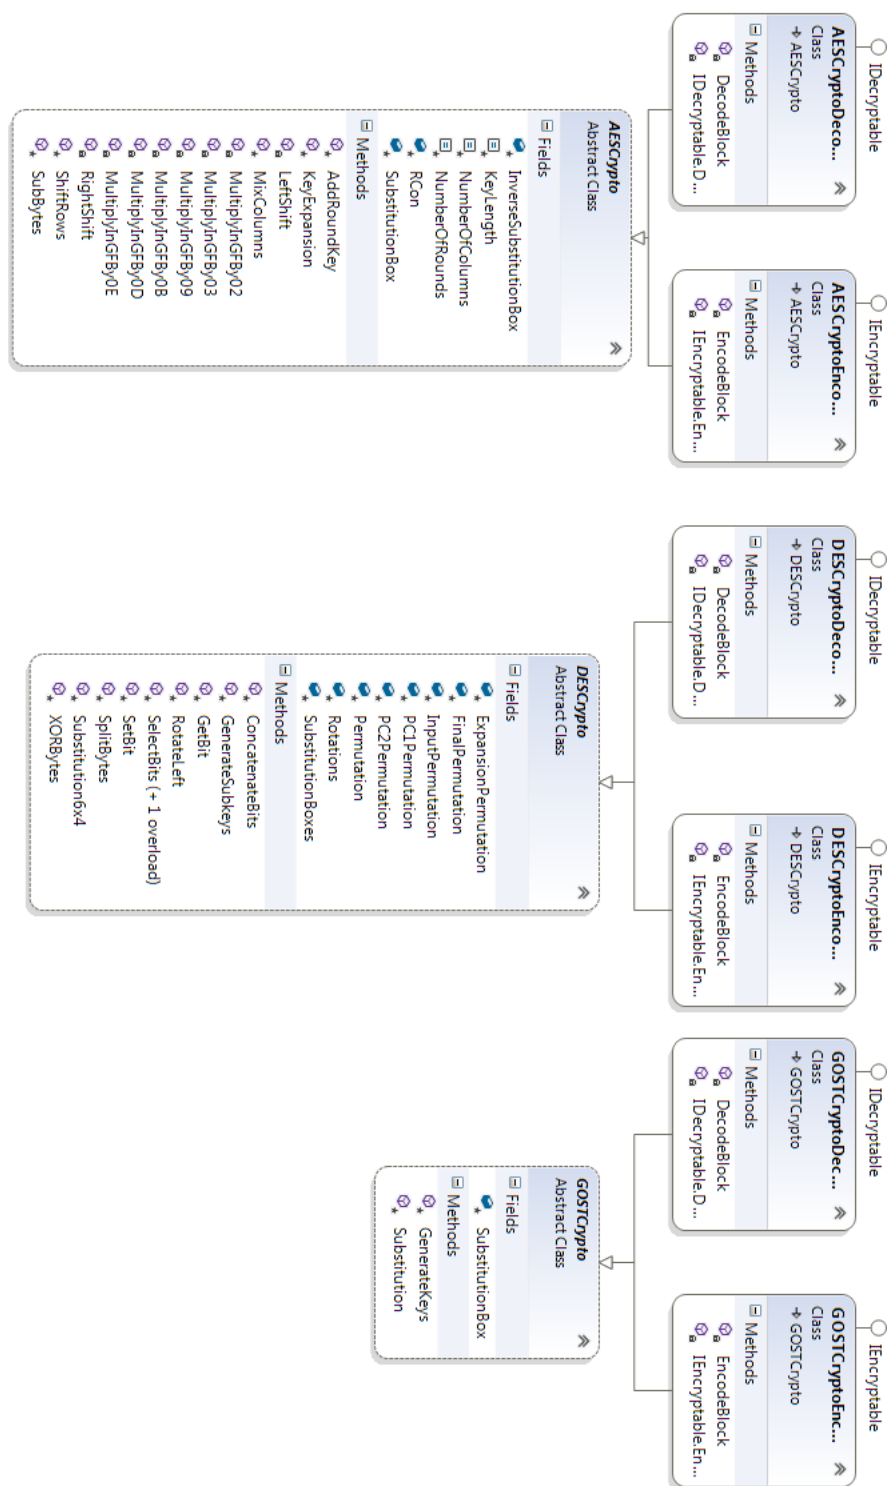 IDecryptable
AESCryptoDeco...
Class
AESCrypto
Methods
DecodeBlock
IDecryptable.D...
IEncryptable
AESCryptoEnco...
Class
AESCrypto
Methods
EncodeBlock
IEncryptable.En...
AESCrypto
Abstract Class
Fields
InverseSubstitutionBox
KeyLength
NumberOfColumns
NumberOfRounds
RCon
SubstitutionBox
Methods
AddRoundKey
KeyExpansion
LeftShift
MixColumns
MultiplyInGFBy02
MultiplyInGFBy03
MultiplyInGFBy09
MultiplyInGFBy0B
MultiplyInGFBy0D
MultiplyInGFBy0E
RightShift
ShiftRows
SubBytes
IDecryptable
DESCryptoDeco...
Class
DESCrypto
Methods
DecodeBlock
IDecryptable.D...
IEncryptable
DESCryptoEnco...
Class
DESCrypto
Methods
EncodeBlock
IEncryptable.En...
DESCrypto
Abstract Class
Fields
ExpansionPermutation
FinalPermutation
InputPermutation
PC1Permutation
PC2Permutation
Permutation
Rotations
SubstitutionBoxes
Methods
ConcatenateBits
GenerateSubkeys
GetBit
RotateLeft
SelectBits (+ 1 overload)
SetBit
SplitBytes
Substitution6x4
XORBytes
IDecryptable
GOSTCryptoDec...
Class
GOSTCrypto
Methods
DecodeBlock
IDecryptable.D...
IEncryptable
GOSTCryptoEnc...
Class
GOSTCrypto
Methods
EncodeBlock
IEncryptable.En...
GOSTCrypto
Abstract Class
Fields
SubstitutionBox
Methods
GenerateKeys
Substitution